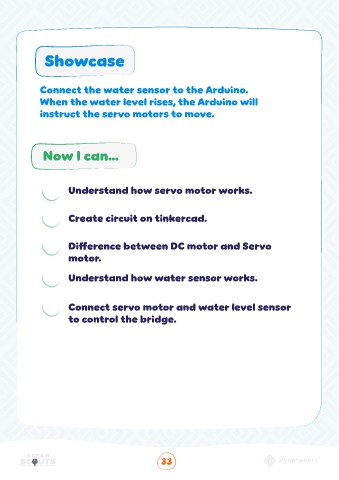 Showcase
Connect the water sensor to the Arduino.
When the water level rises, the Arduino will
instruct the servo motors to move.
Now I can...
Understand how servo motor works.
Create circuit on tinkercad.
Difference between DC motor and Servo
motor.
Understand how water sensor works.
Connect servo motor and water level sensor
to control the bridge.
33